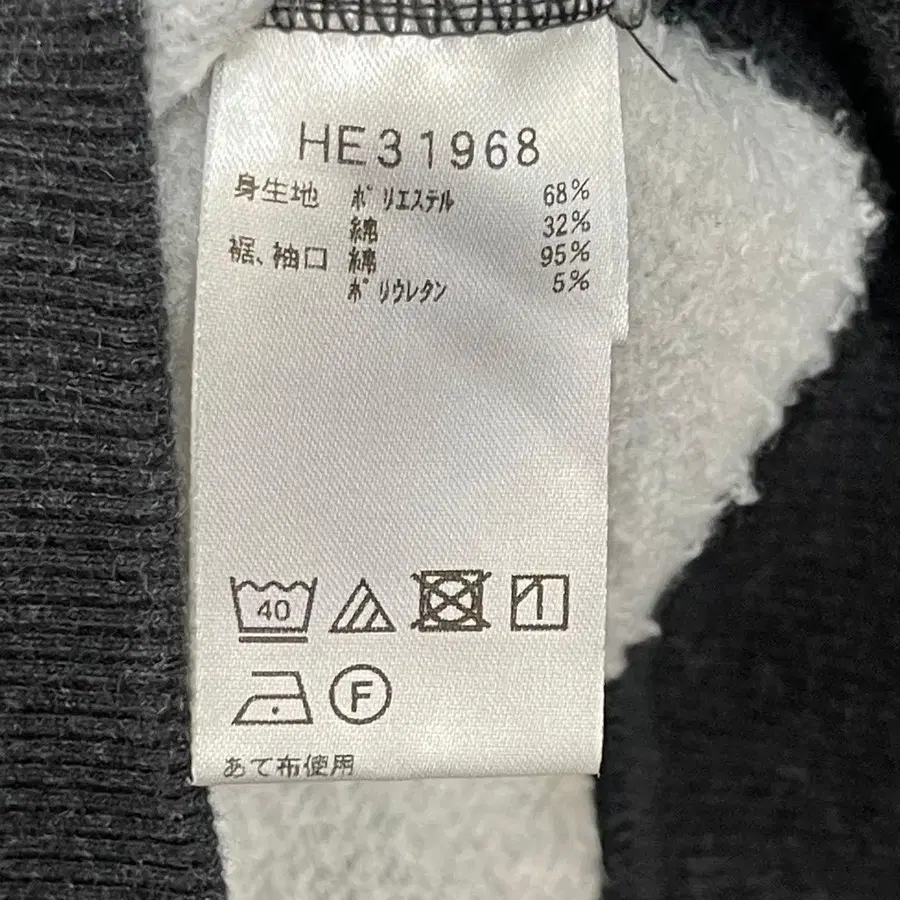 HE31968
身生地 ポリエステル 68%
綿 32%
裾、袖口 綿 95%
ポリウレタン 5%
40
F
あて布使用